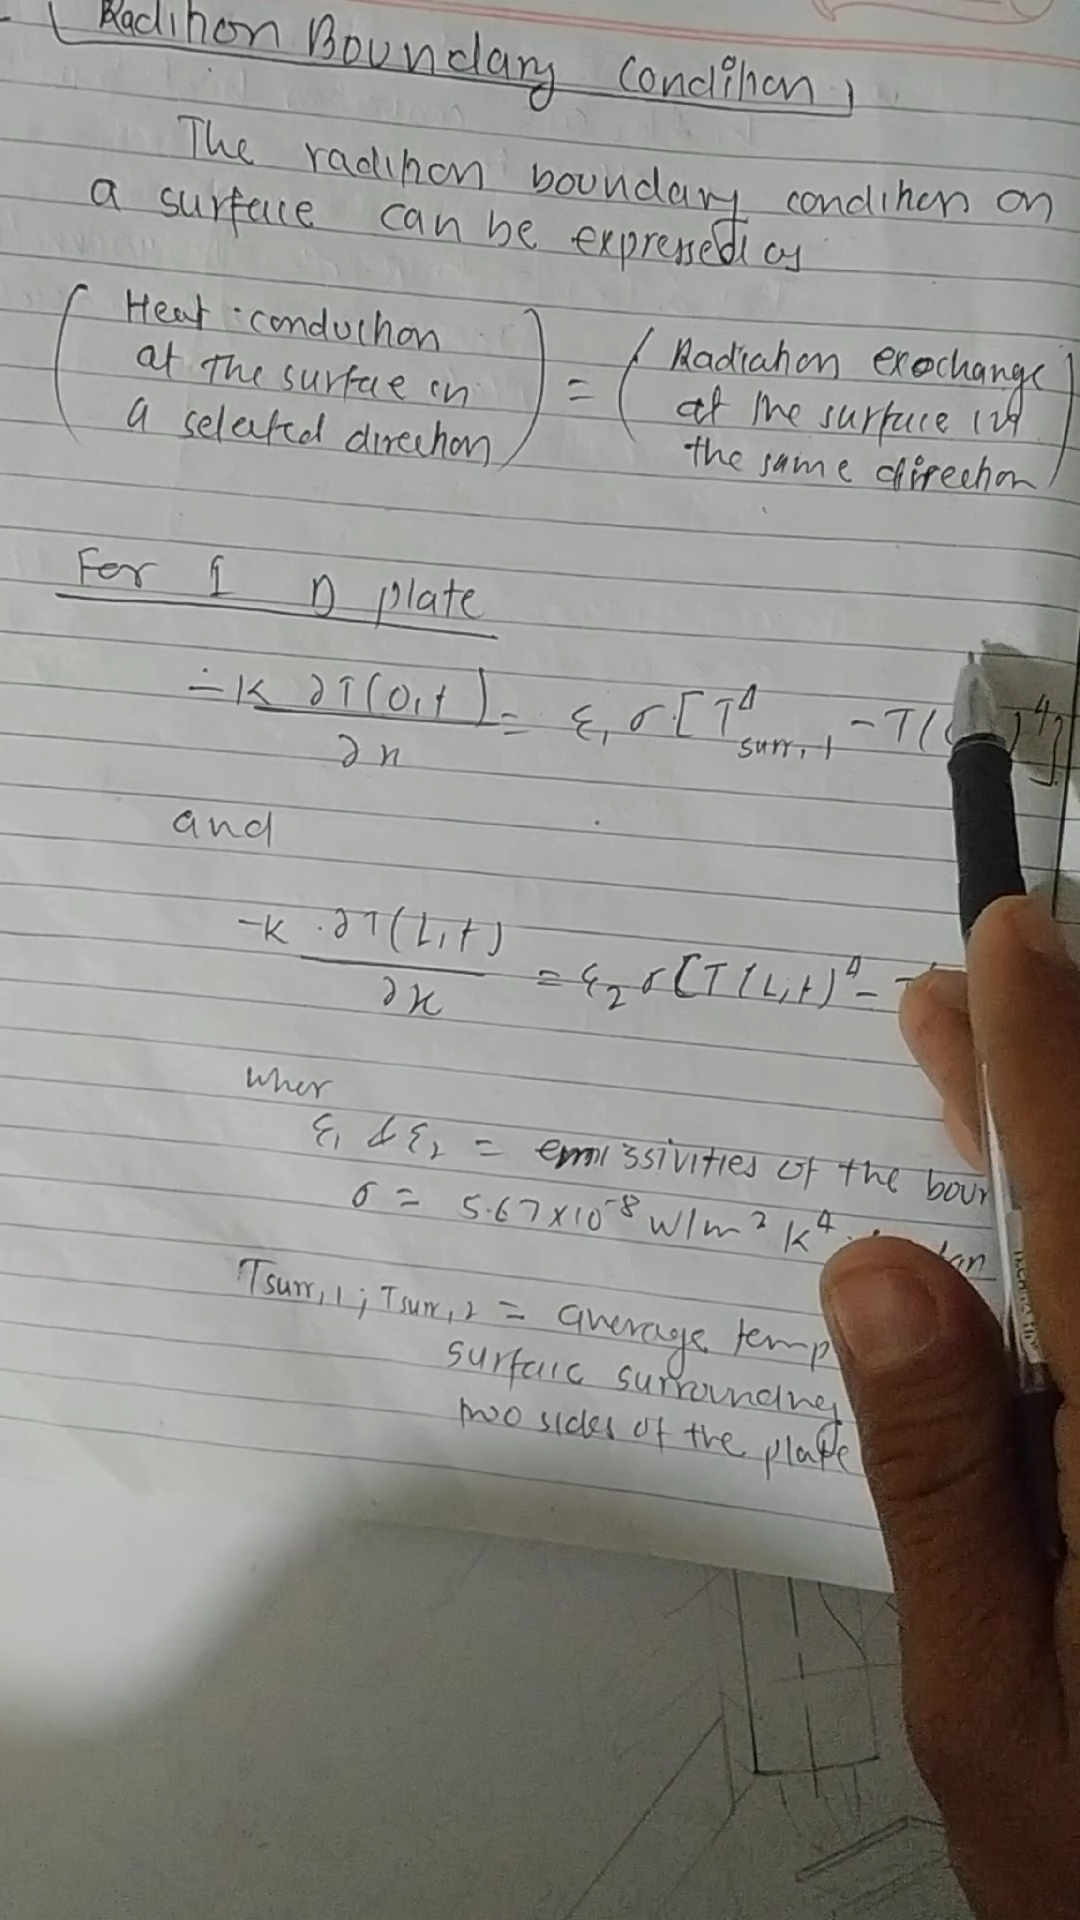 Radiation Boundary Condition
The radiation boundary condition on
a surface can be expressed as
Heat conduction
at the surface in
a selected direction
=
Radiation exochange
at the surface in
the same direction
For 1 D plate
-K ∂T(0,t) / ∂x = ε₁ σ [T⁴surr,1 - T( )⁴]
and
-K ∂T(L,t) / ∂x = ε₂ σ [T(L,t)⁴ -
wher
ε₁ & ε₂ = emissivities of the
σ = 5.67 x 10⁻⁸ W/m² K⁴
Tsurr,1 ; Tsurr,2 = average temp
surface surrounding
two sides of the plate